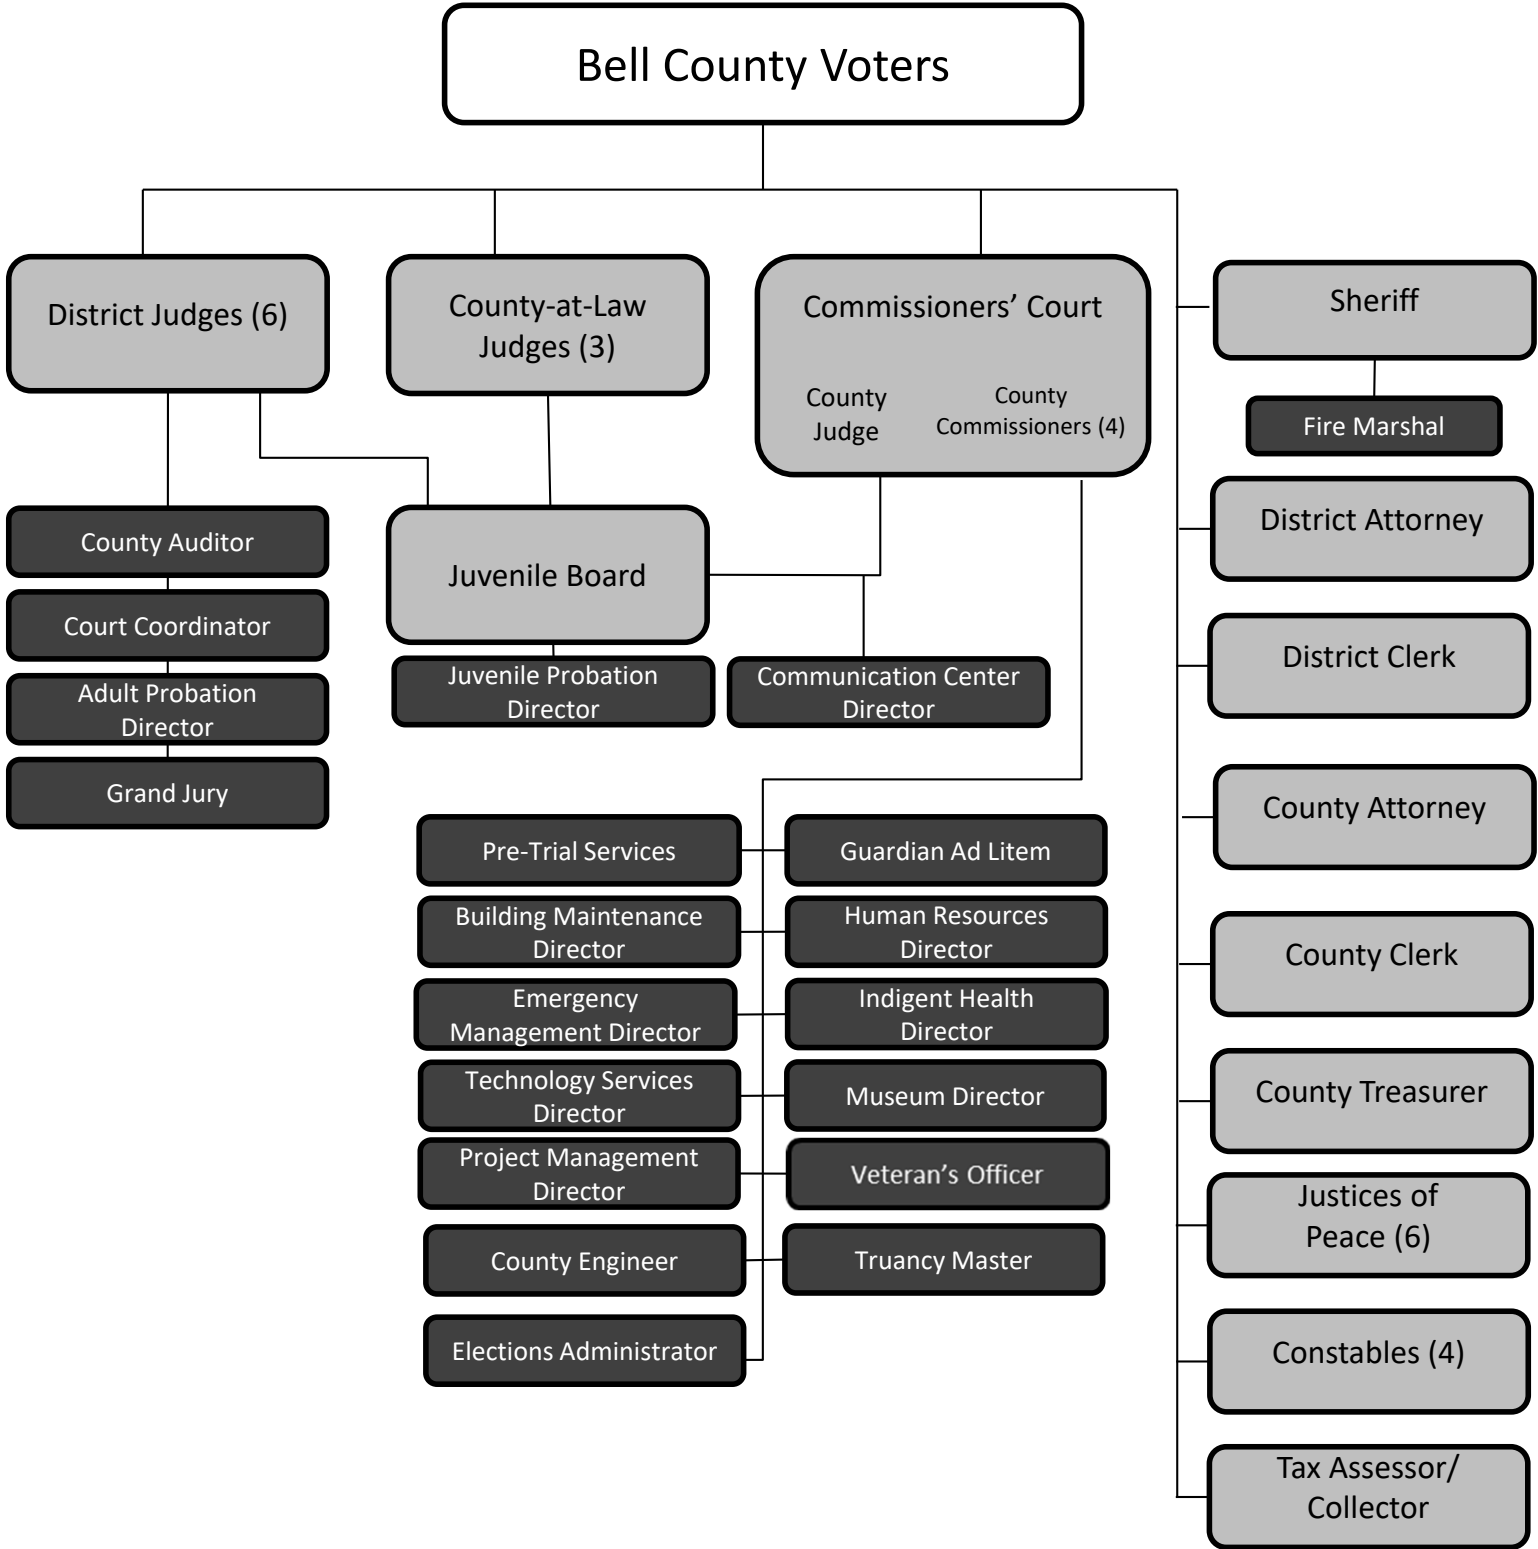 Bell County Voters
District Judges (6)
County-at-Law
Judges (3)
Commissioners’ Court
County
Judge
County
Commissioners (4)
Sheriff
Fire Marshal
District Attorney
District Clerk
County Attorney
County Clerk
County Treasurer
Justices of
Peace (6)
Constables (4)
Tax Assessor/
Collector
County Auditor
Court Coordinator
Adult Probation
Director
Grand Jury
Juvenile Board
Juvenile Probation
Director
Communication Center
Director
Pre-Trial Services
Guardian Ad Litem
Building Maintenance
Director
Human Resources
Director
Emergency
Management Director
Indigent Health
Director
Technology Services
Director
Museum Director
Project Management
Director
Veteran’s Officer
County Engineer
Truancy Master
Elections Administrator